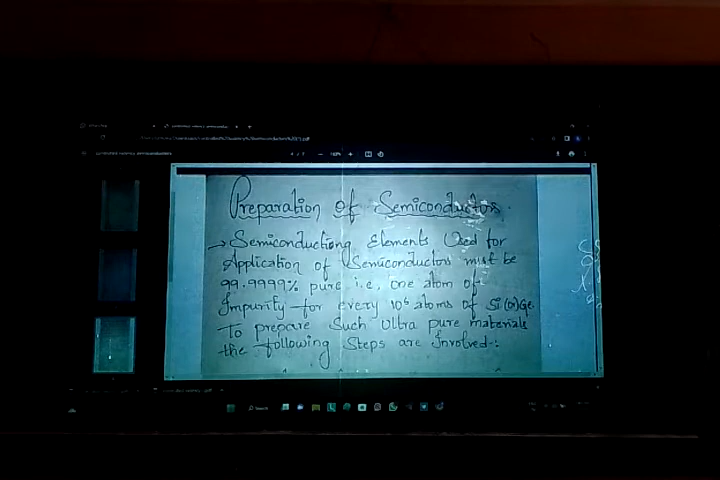 Preparation of Semiconductors.
→ Semiconductiong Elements Used for
Application of Semiconductors must be
99.9999% pure i.e, one atom of
Impurity for every 10⁶ atoms of Si (or) Ge.
To prepare Such Ultra pure materials
the following Steps are Involved: